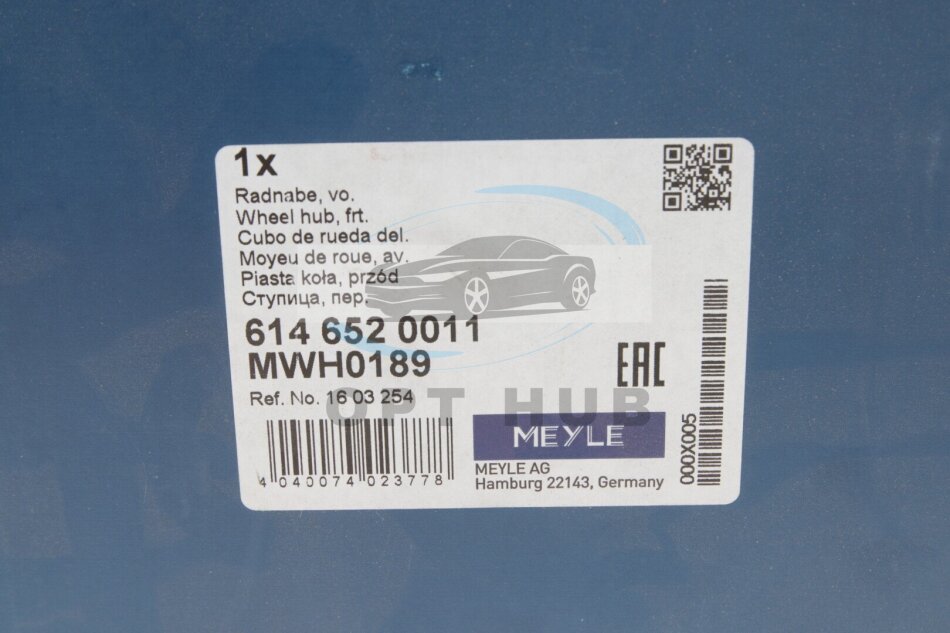 1x
Radnabe, vo.
Wheel hub, frt.
Cubo de rueda del.
Moyeu de roue, av.
Piasta koła, przód
Ступица, пер.
614 652 0011
MWH0189
Ref. No. 16 03 254
OPT HUB
EAC
MEYLE
MEYLE AG
Hamburg 22143, Germany
4 040074 023778
000X005